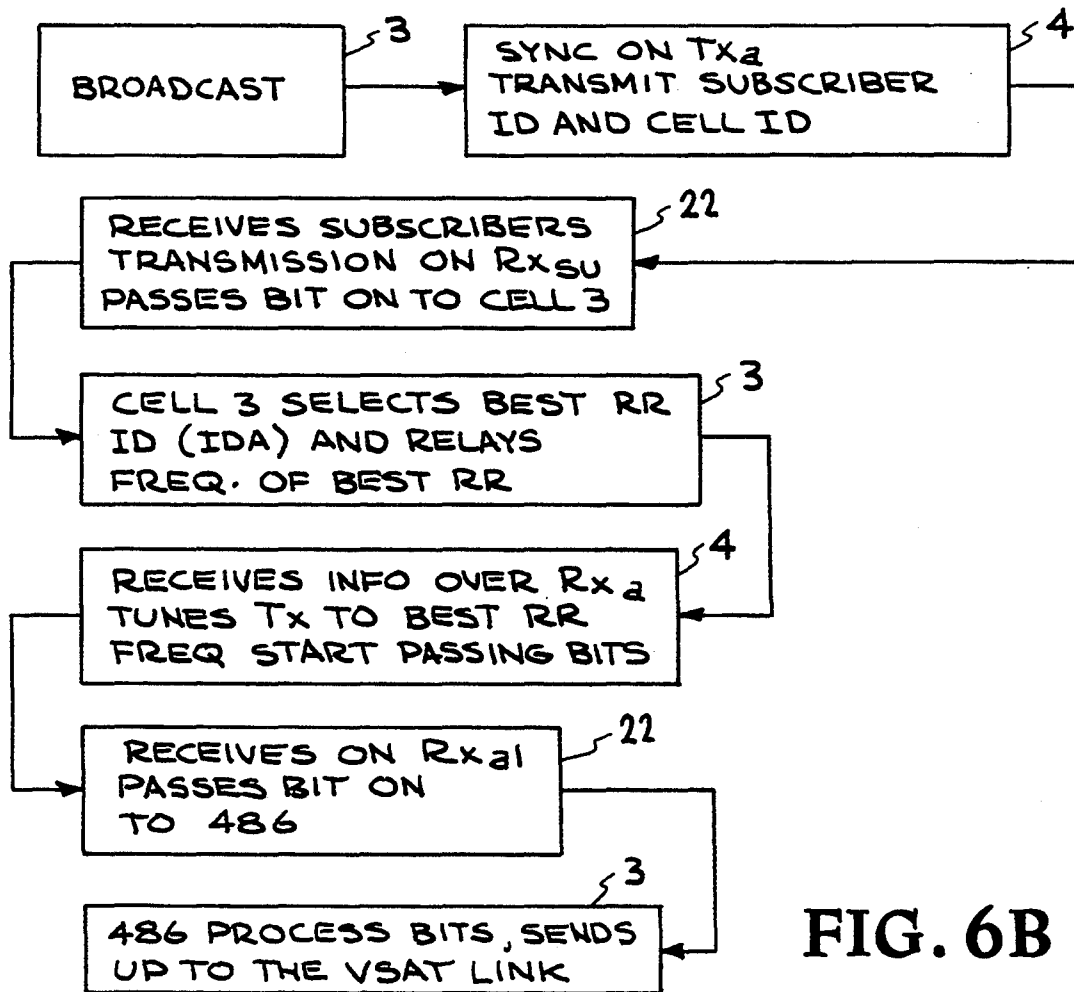 3
BROADCAST
4
SYNC ON Txa
TRANSMIT SUBSCRIBER
ID AND CELL ID
22
RECEIVES SUBSCRIBERS
TRANSMISSION ON RxSU
PASSES BIT ON TO CELL 3
3
CELL 3 SELECTS BEST RR
ID (IDA) AND RELAYS
FREQ. OF BEST RR
4
RECEIVES INFO OVER Rxa
TUNES Tx TO BEST RR
FREQ START PASSING BITS
22
RECEIVES ON Rxa1
PASSES BIT ON
TO 486
3
486 PROCESS BITS, SENDS
UP TO THE VSAT LINK
FIG. 6B